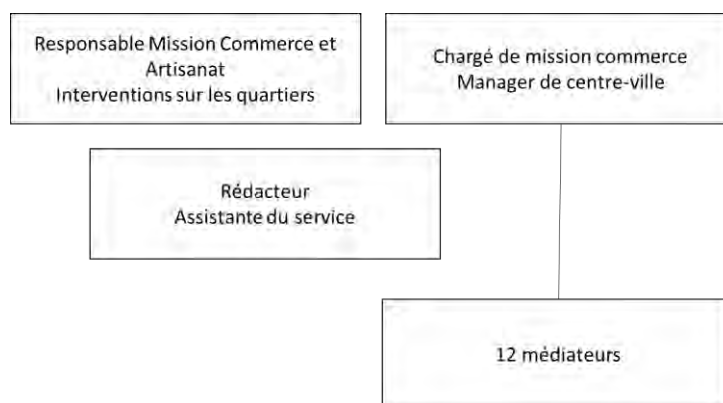 Responsable Mission Commerce et
Artisanat
Interventions sur les quartiers
Chargé de mission commerce
Manager de centre-ville
Rédacteur
Assistante du service
12 médiateurs